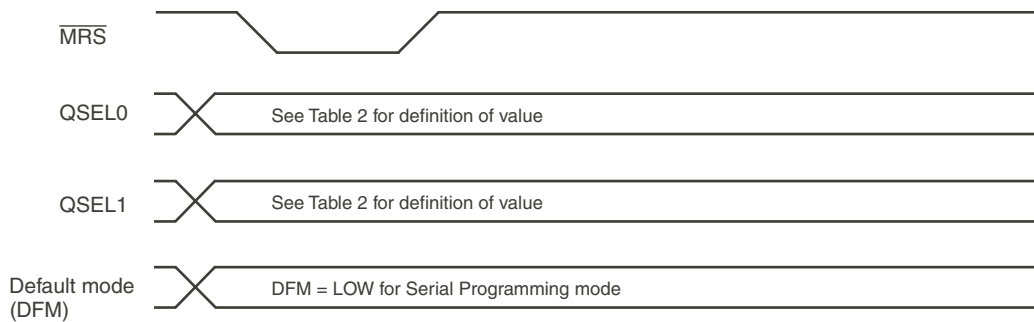 MRS
QSEL0
See Table 2 for definition of value
QSEL1
See Table 2 for definition of value
Default mode
(DFM)
DFM = LOW for Serial Programming mode